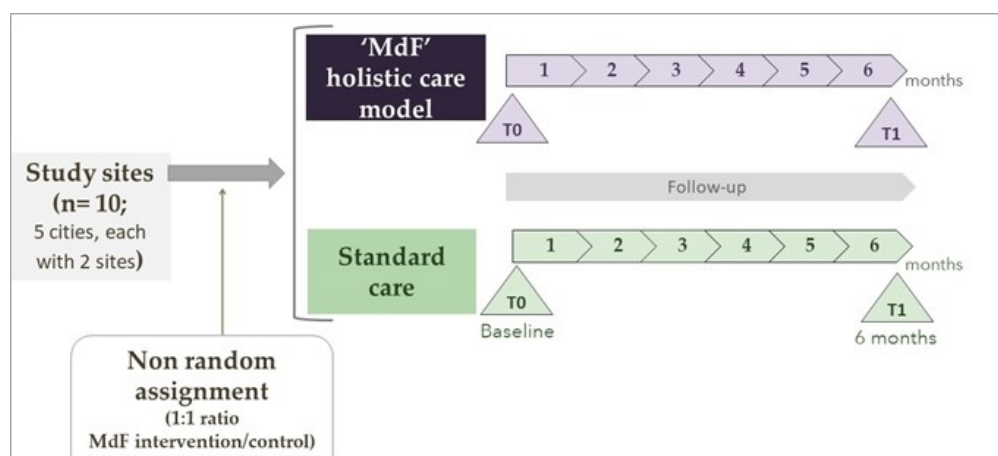 Study sites
(n= 10;
5 cities, each
with 2 sites)
Non random
assignment
(1:1 ratio
MdF intervention/control)
‘MdF’
holistic care
model
1 2 3 4 5 6
months
T0 T1
Follow-up
Standard
care
1 2 3 4 5 6
months
T0 T1
Baseline 6 months